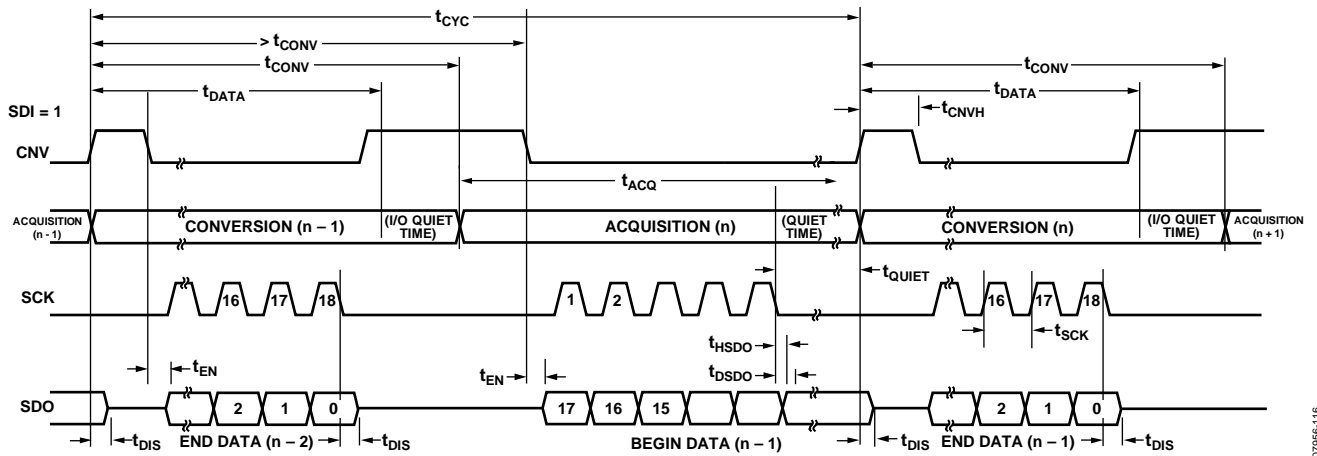 tCYC
> tCONV
tCONV
tCONV
tDATA
tDATA
SDI = 1
tCNVH
CNV
tACQ
ACQUISITION
(n - 1)
CONVERSION (n – 1)
(I/O QUIET
TIME)
ACQUISITION (n)
(QUIET
TIME)
CONVERSION (n)
(I/O QUIET
TIME)
ACQUISITION
(n + 1)
tQUIET
SCK
16 17 18
1 2
16 17 18
tSCK
tHSDO
tEN
tEN
tDSDO
SDO
2 1 0
17 16 15
2 1 0
tDIS
END DATA (n – 2)
tDIS
BEGIN DATA (n – 1)
tDIS
END DATA (n – 1)
tDIS
07956-116